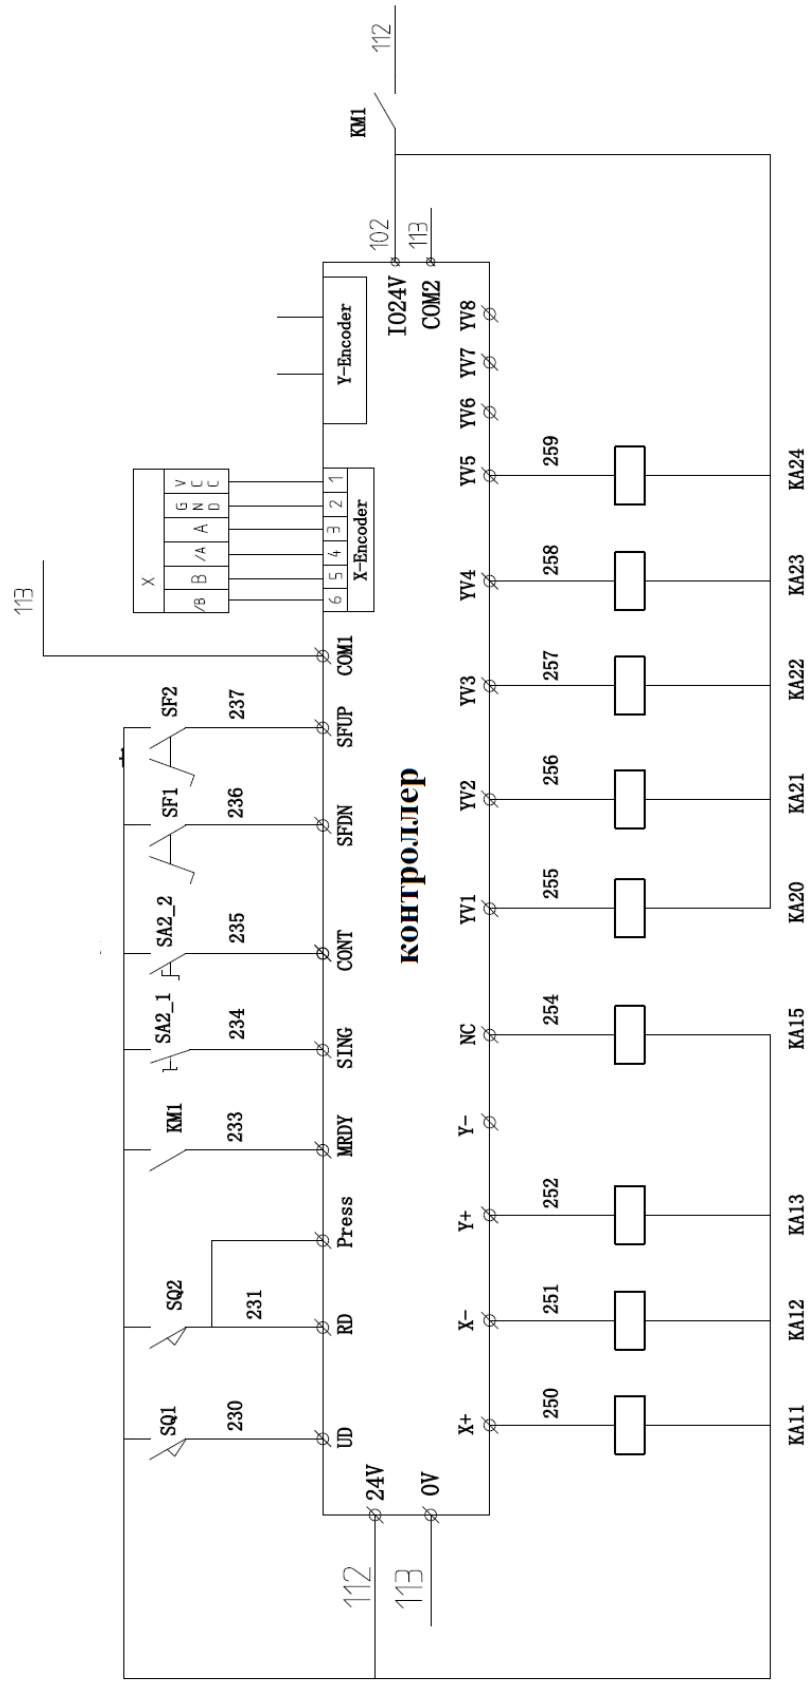 112
KM1
102
113
IO24V
COM2
Y-Encoder
X
V C C
G N D
A
/A
B
/B
1
2
3
4
5
6
X-Encoder
113
COM1
SF2
237
SFUP
SF1
236
SFDN
SA2_2
235
CONT
SA2_1
234
SING
KM1
233
MRDY
Press
SQ2
231
RD
SQ1
230
UD
контроллер
YV8
YV7
YV6
YV5
259
KA24
YV4
258
KA23
YV3
257
KA22
YV2
256
KA21
YV1
255
KA20
NC
254
KA15
Y-
Y+
252
KA13
X-
251
KA12
X+
250
KA11
24V
0V
112
113